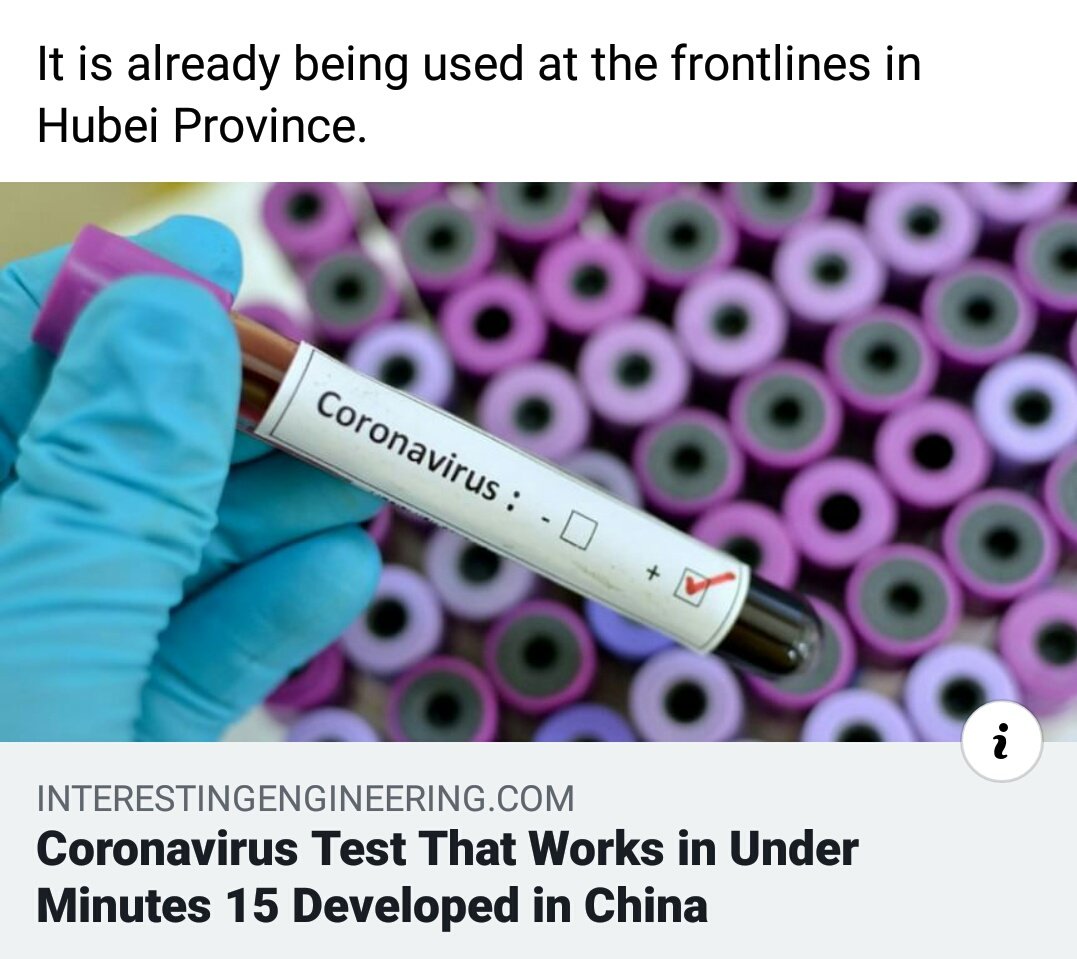 It is already being used at the frontlines in
Hubei Province.
Coronavirus : - +
i
INTERESTINGENGINEERING.COM
Coronavirus Test That Works in Under
Minutes 15 Developed in China